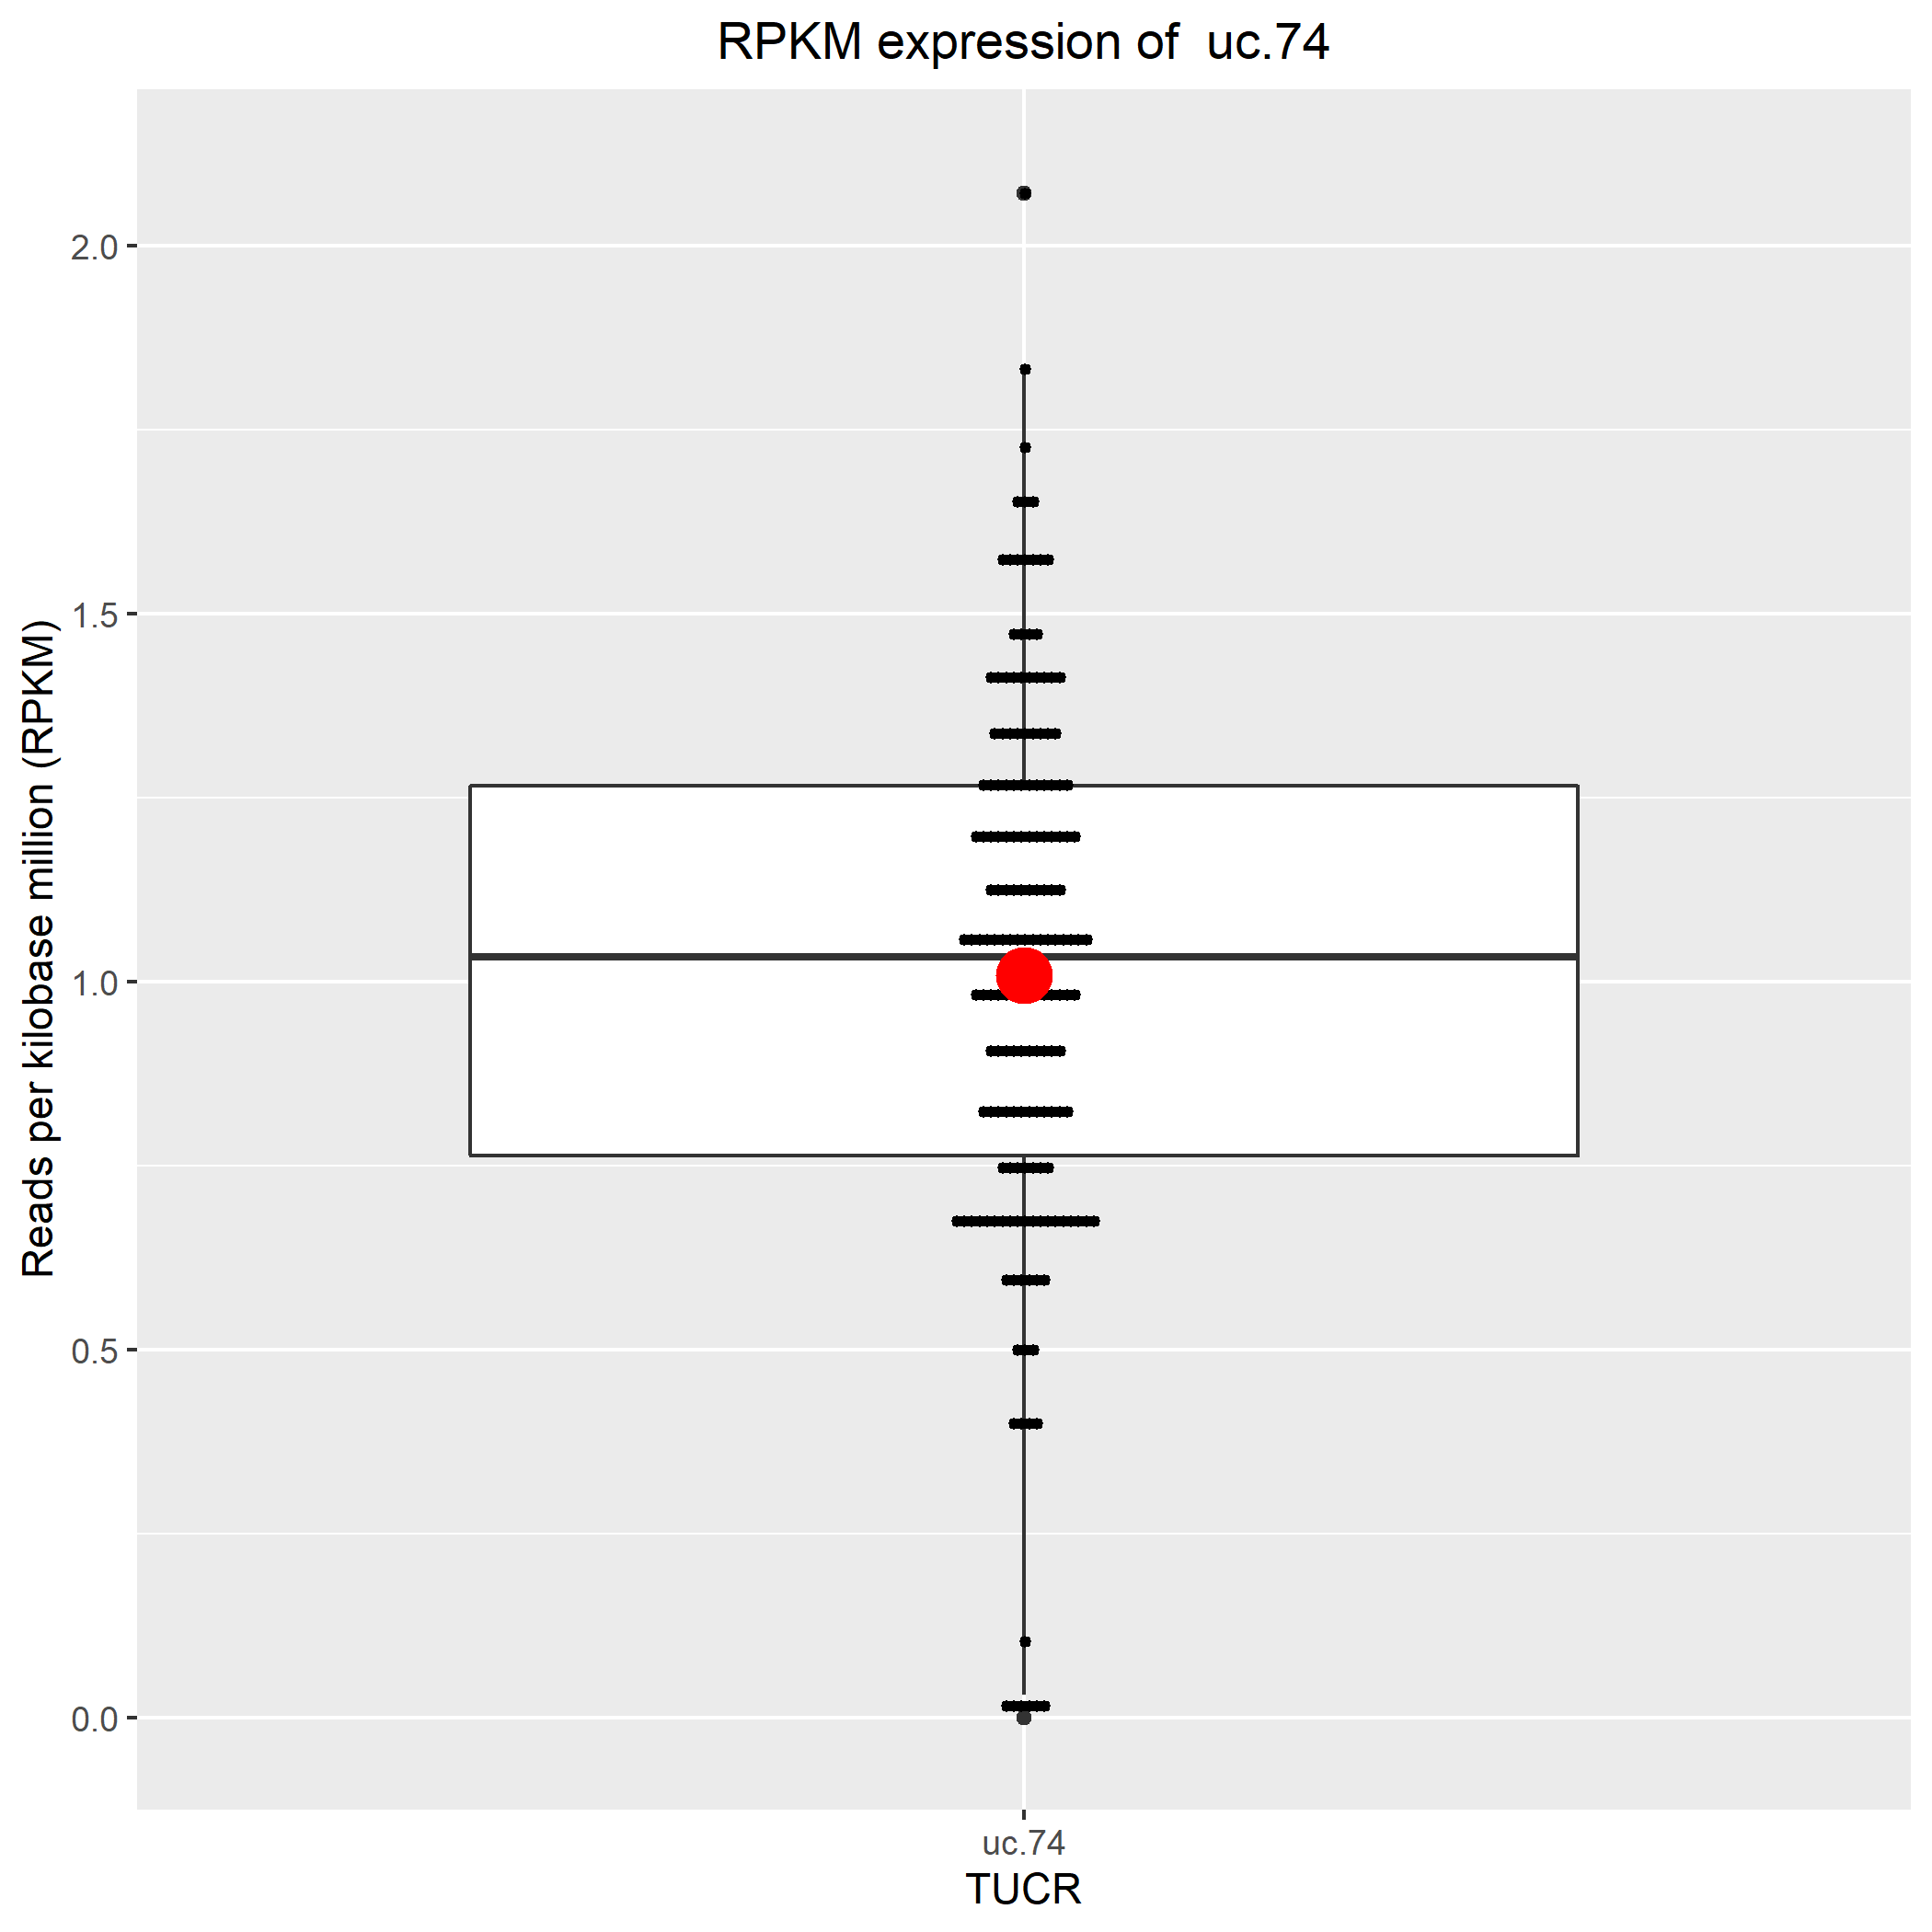 RPKM expression of  uc.74
Reads per kilobase million (RPKM)
2.0
1.5
1.0
0.5
0.0
uc.74
TUCR